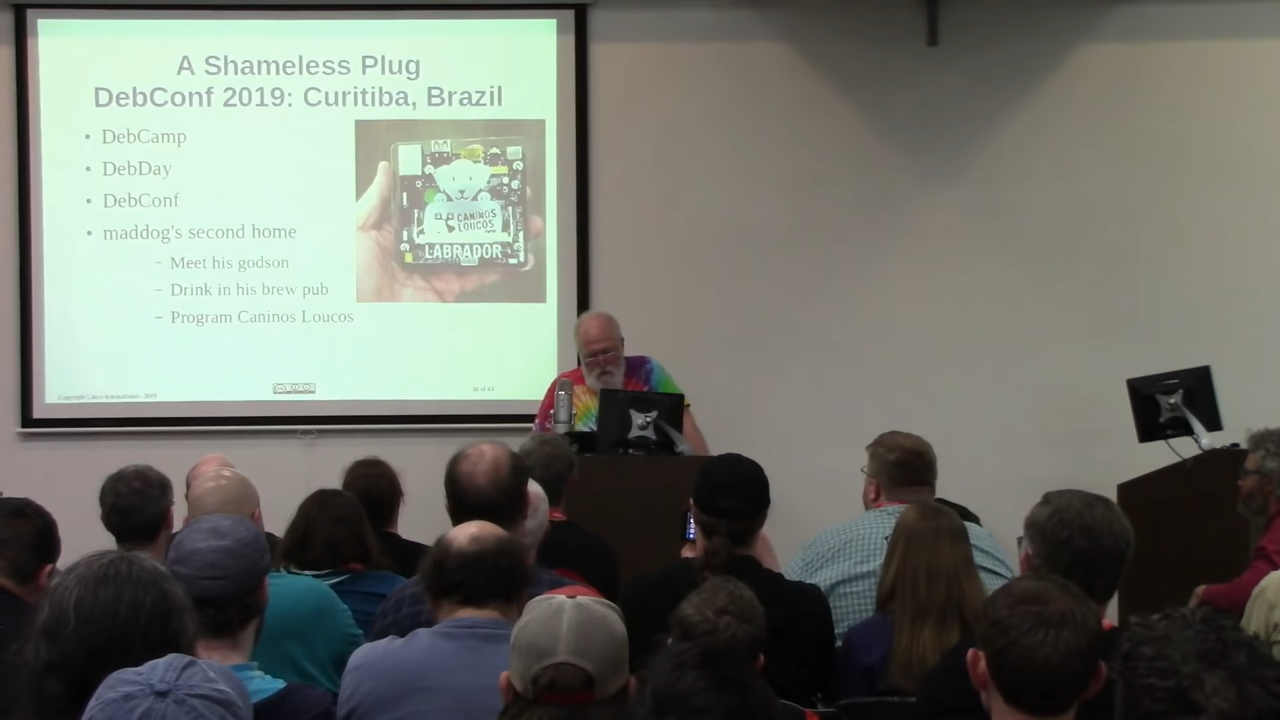 A Shameless Plug
DebConf 2019: Curitiba, Brazil
• DebCamp
• DebDay
• DebConf
• maddog's second home
– Meet his godson
– Drink in his brew pub
– Program Caninos Loucos
CANINOS
LOUCOS
LABRADOR